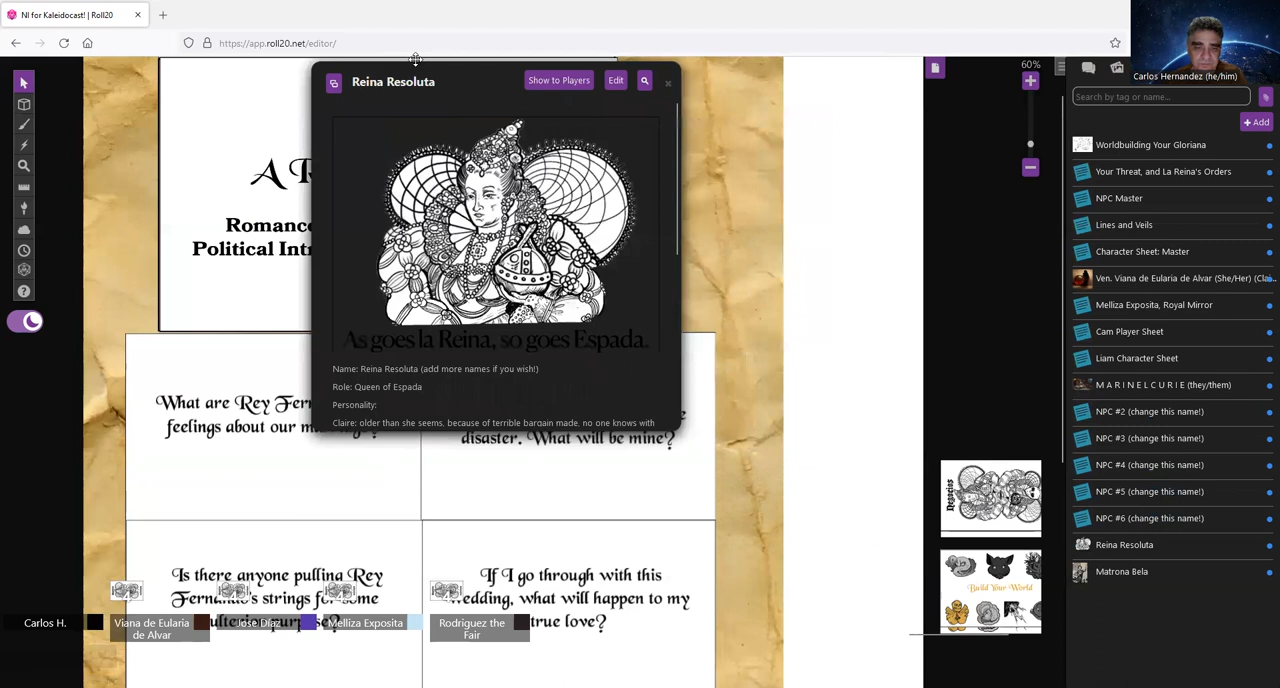 NI for Kaleidocast! | Roll20
https://app.roll20.net/editor/
Carlos Hernandez (he/him)
60%
Reina Resoluta
Show to Players
Edit
Search by tag or name...
+ Add
Worldbuilding Your Gloriana
Your Threat, and La Reina's Orders
NPC Master
Lines and Veils
Character Sheet: Master
Ven. Viana de Eularia de Alvar (She/Her) (Clai...
Melliza Exposita, Royal Mirror
Cam Player Sheet
Liam Character Sheet
M A R I N E L C U R I E (they/them)
NPC #2 (change this name!)
NPC #3 (change this name!)
NPC #4 (change this name!)
NPC #5 (change this name!)
NPC #6 (change this name!)
Reina Resoluta
Matrona Bela
A
Romance
Political Int
As goes la Reina, so goes Espada.
Name: Reina Resoluta (add more names if you wish!)
Role: Queen of Espada
Personality:
Claire: older than she seems, because of terrible bargain made, no one knows with
What are Rey Fern
feelings about our m ?
disaster. What will be mine?
Is there anyone pulling Rey
Fernando's strings for some
If I go through with this
wedding, what will happen to my
true love?
Carlos H.
Viana de Eularia
de Alvar
Jose Díaz
Melliza Exposita
Rodriguez the
Fair
Negocios
Build Your World